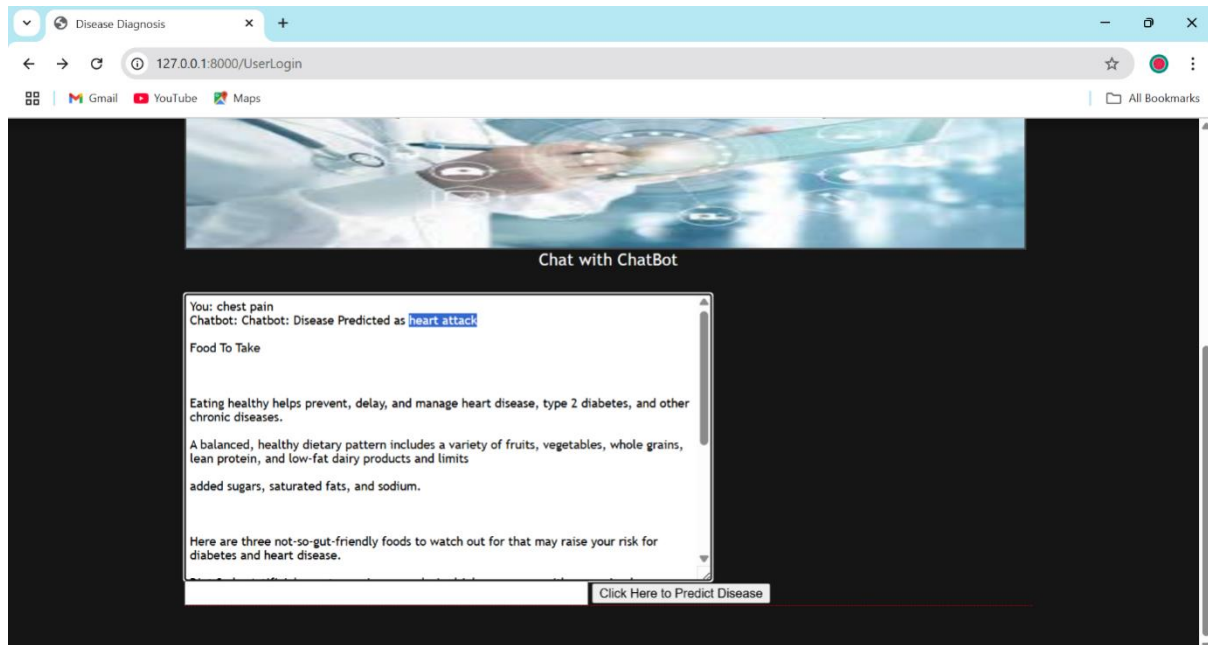 Disease Diagnosis
127.0.0.1:8000/UserLogin
Gmail YouTube Maps All Bookmarks
Chat with ChatBot
You: chest pain
Chatbot: Chatbot: Disease Predicted as heart attack
Food To Take
Eating healthy helps prevent, delay, and manage heart disease, type 2 diabetes, and other
chronic diseases.
A balanced, healthy dietary pattern includes a variety of fruits, vegetables, whole grains,
lean protein, and low-fat dairy products and limits
added sugars, saturated fats, and sodium.
Here are three not-so-gut-friendly foods to watch out for that may raise your risk for
diabetes and heart disease.
Click Here to Predict Disease